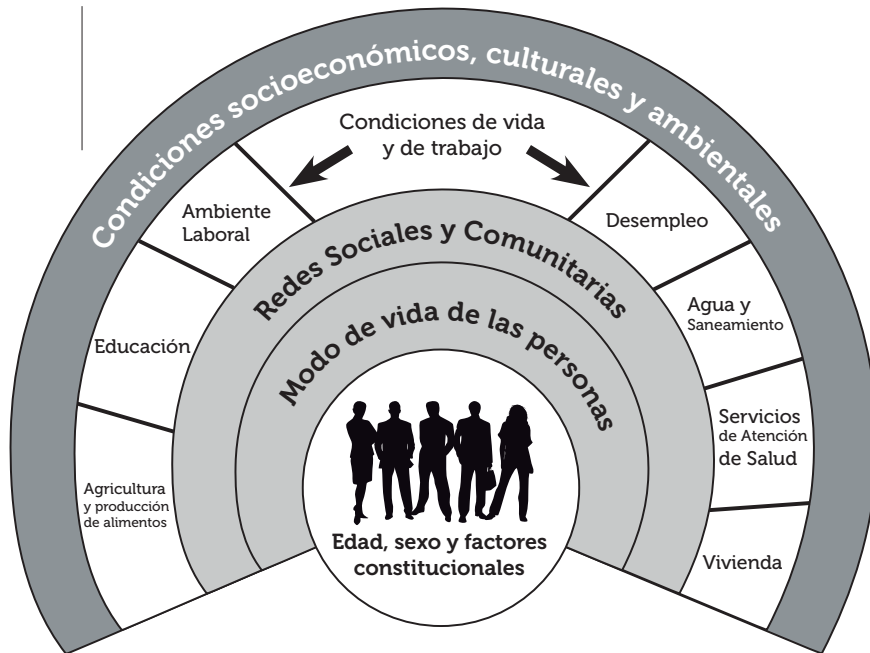 Condiciones socioeconómicos, culturales y ambientales
Condiciones de vida
y de trabajo
Ambiente
Laboral
Desempleo
Redes Sociales y Comunitarias
Educación
Agua y
Saneamiento
Modo de vida de las personas
Servicios
de Atención
de Salud
Agricultura
y producción
de alimentos
Vivienda
Edad, sexo y factores
constitucionales